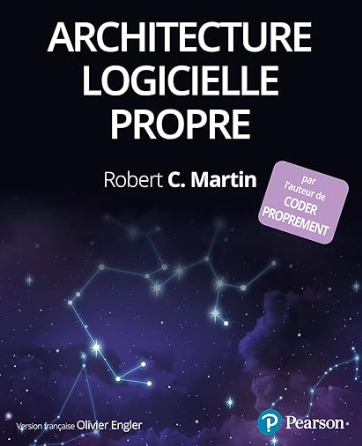 ARCHITECTURE
LOGICIELLE
PROPRE
Robert C. Martin
par
l'auteur de
CODER
PROPREMENT
Version française Olivier Engler
P Pearson